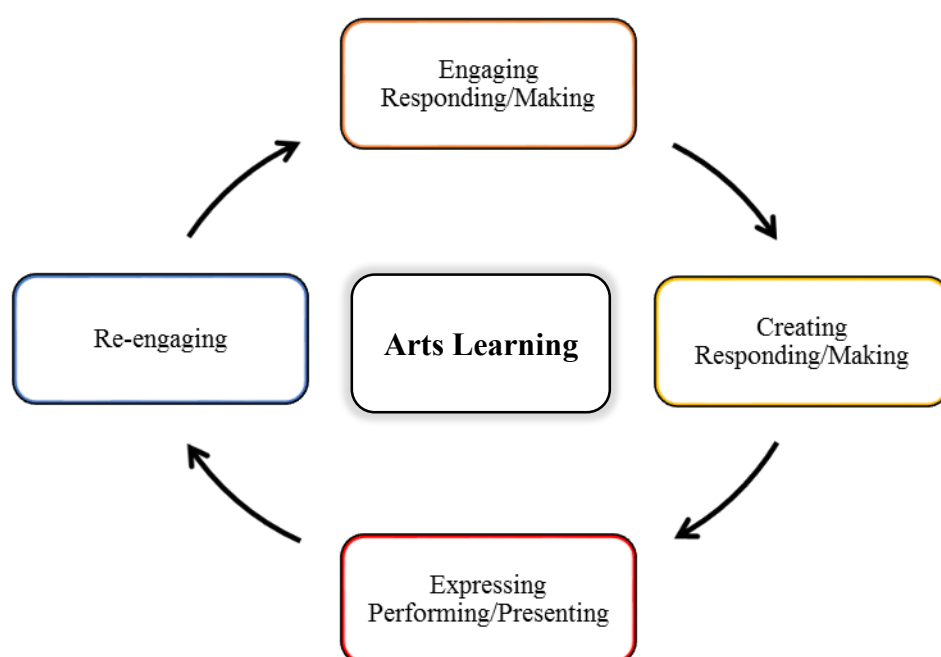 Engaging
Responding/Making
Re-engaging
Arts Learning
Creating
Responding/Making
Expressing
Performing/Presenting